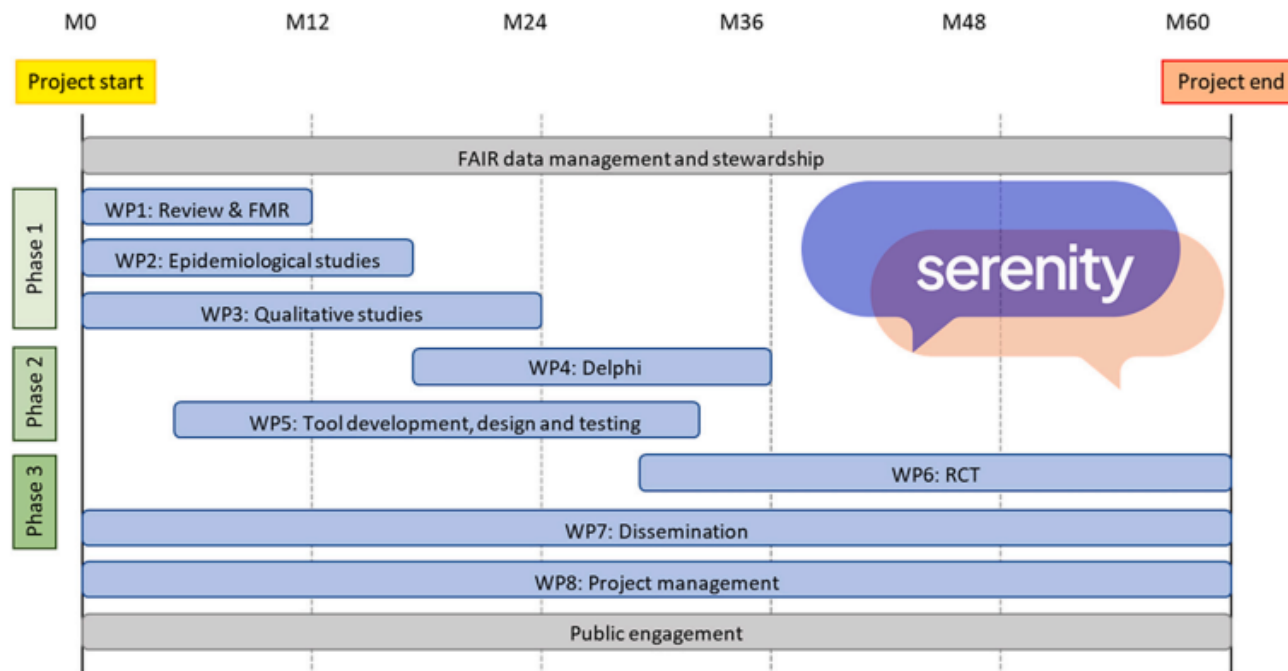 M0 M12 M24 M36 M48 M60
Project start
Project end
FAIR data management and stewardship
Phase 1
WP1: Review & FMR
WP2: Epidemiological studies
WP3: Qualitative studies
serenity
Phase 2
WP4: Delphi
WP5: Tool development, design and testing
Phase 3
WP6: RCT
WP7: Dissemination
WP8: Project management
Public engagement